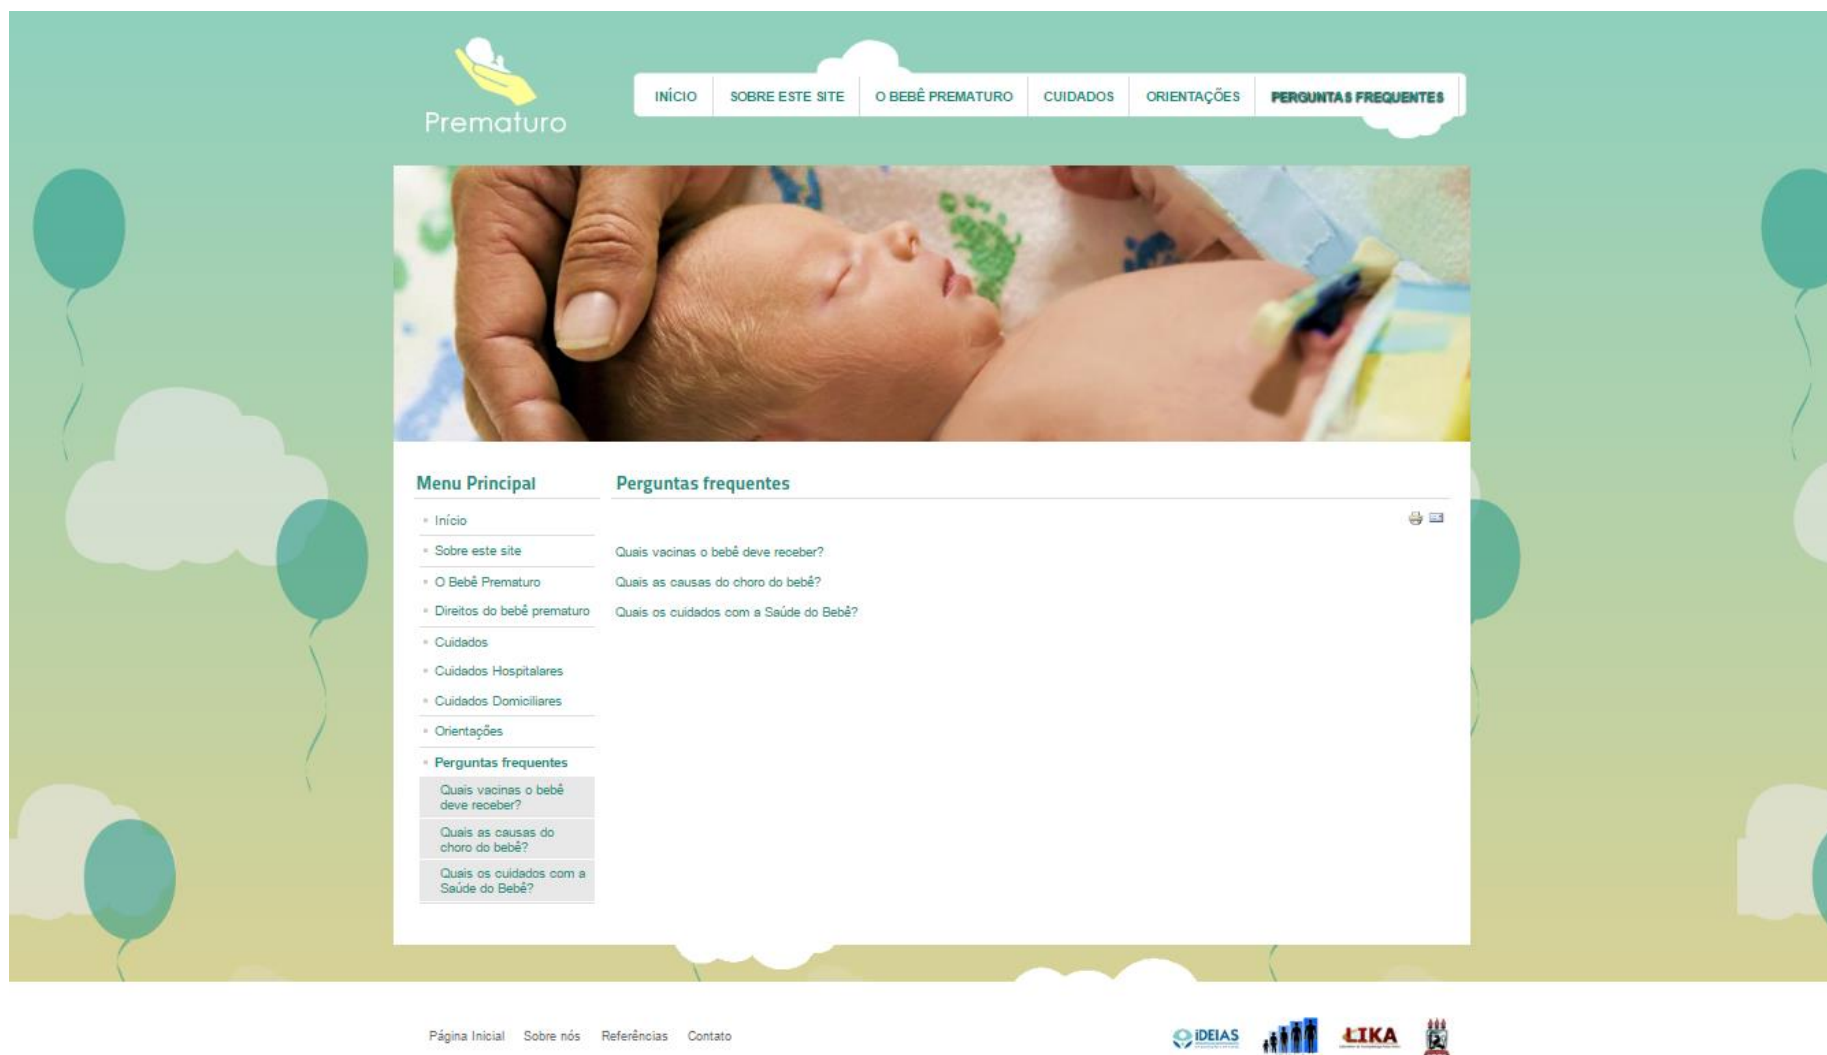 Prematuro
INÍCIO SOBRE ESTE SITE O BEBÊ PREMATURO CUIDADOS ORIENTAÇÕES PERGUNTAS FREQUENTES
Menu Principal
Início
Sobre este site
O Bebê Prematuro
Direitos do bebê prematuro
Cuidados
Cuidados Hospitalares
Cuidados Domiciliares
Orientações
Perguntas frequentes
Quais vacinas o bebê
deve receber?
Quais as causas do
choro do bebê?
Quais os cuidados com a
Saúde do Bebê?
Perguntas frequentes
Quais vacinas o bebê deve receber?
Quais as causas do choro do bebê?
Quais os cuidados com a Saúde do Bebê?
Página Inicial Sobre nós Referências Contato
iDEIAS
LIKA